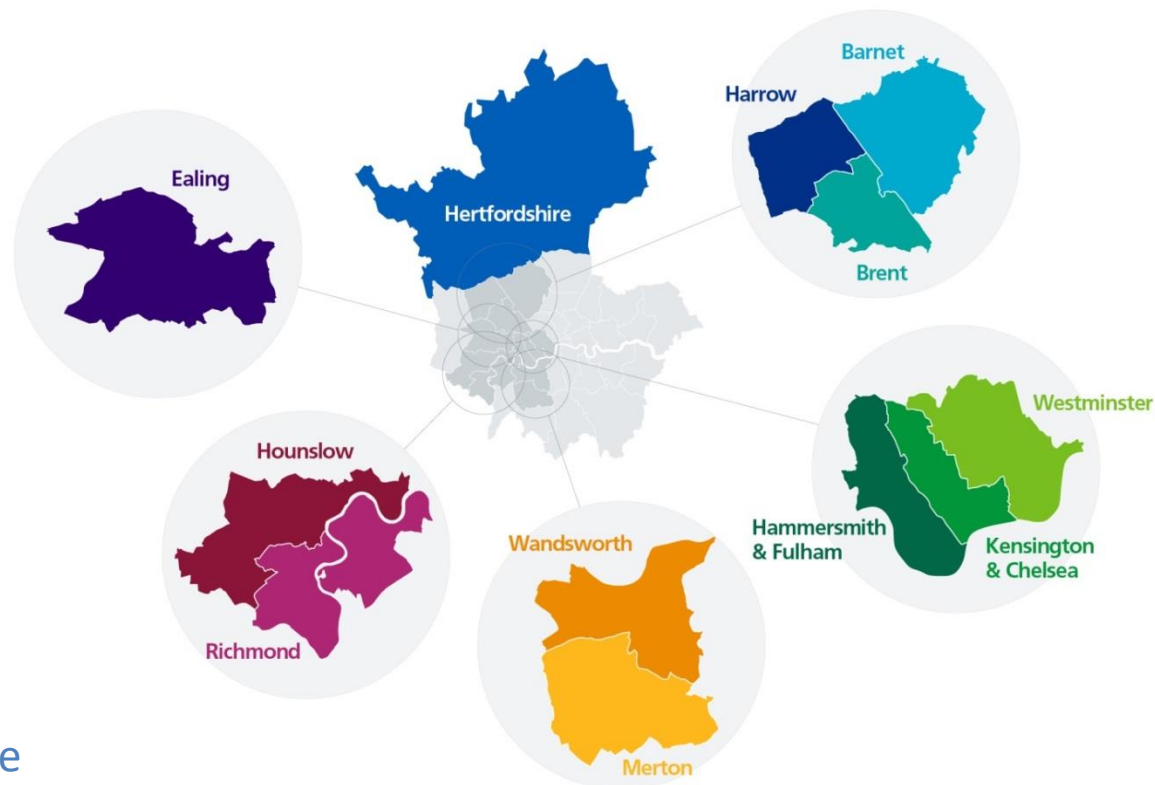 Barnet
Harrow
Ealing
Hertfordshire
Brent
Westminster
Hounslow
Hammersmith
& Fulham
Kensington
& Chelsea
Wandsworth
Richmond
Merton
e